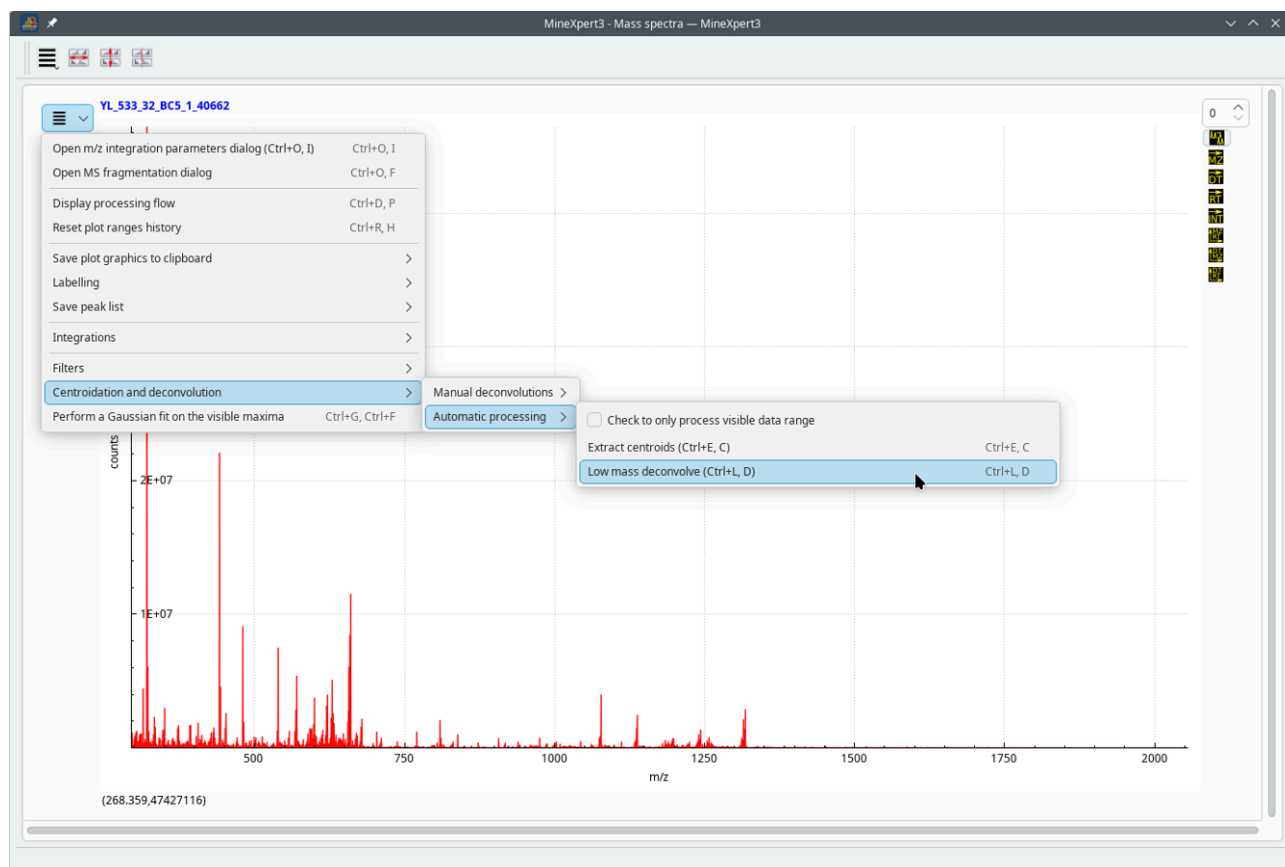 MineXpert3 - Mass spectra — MineXpert3
YL_533_32_BC5_1_40662
0
Open m/z integration parameters dialog (Ctrl+O, I) Ctrl+O, I
Open MS fragmentation dialog Ctrl+O, F
Display processing flow Ctrl+D, P
Reset plot ranges history Ctrl+R, H
Save plot graphics to clipboard
Labelling
Save peak list
Integrations
Filters
Centroidation and deconvolution
Perform a Gaussian fit on the visible maxima Ctrl+G, Ctrl+F
Manual deconvolutions
Automatic processing
Check to only process visible data range
Extract centroids (Ctrl+E, C) Ctrl+E, C
Low mass deconvolve (Ctrl+L, D) Ctrl+L, D
MZ
DT
RT
INT
counts
2E+07
1E+07
500 750 1000 1250 1500 1750 2000
m/z
(268.359,47427116)